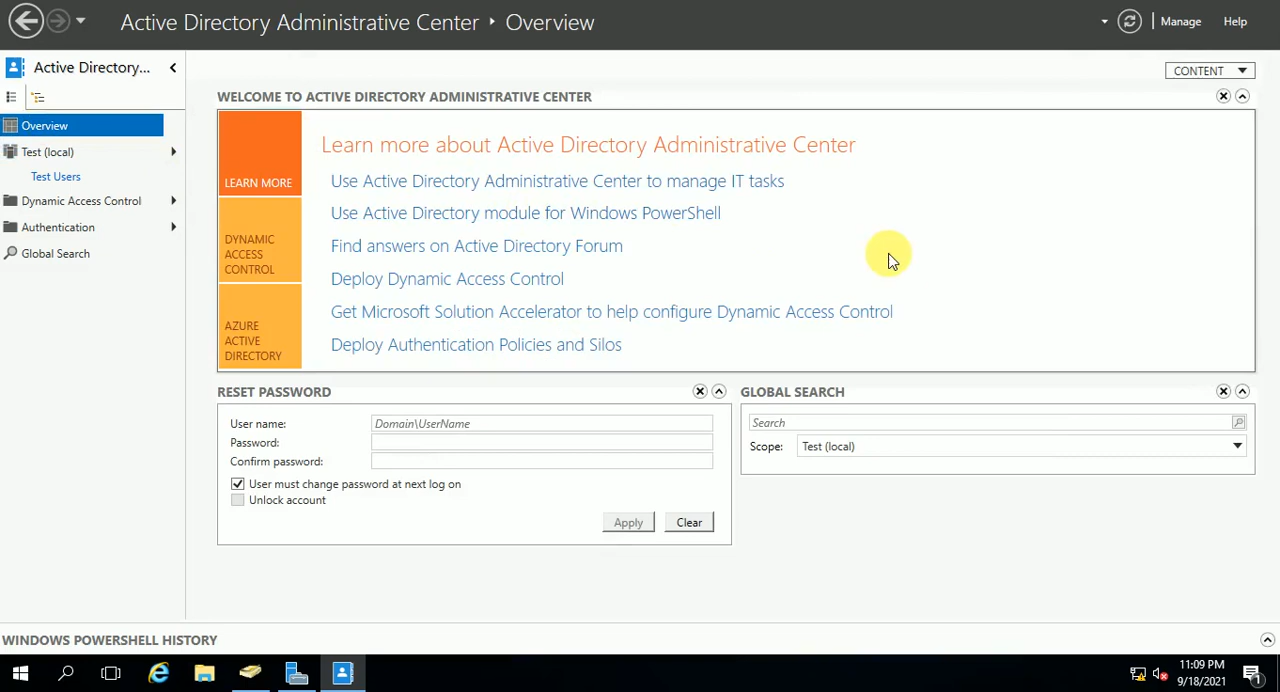 Active Directory Administrative Center • Overview
Manage
Help
Active Directory...
Overview
Test (local)
Test Users
Dynamic Access Control
Authentication
Global Search
CONTENT
WELCOME TO ACTIVE DIRECTORY ADMINISTRATIVE CENTER
LEARN MORE
DYNAMIC
ACCESS
CONTROL
AZURE
ACTIVE
DIRECTORY
Learn more about Active Directory Administrative Center
Use Active Directory Administrative Center to manage IT tasks
Use Active Directory module for Windows PowerShell
Find answers on Active Directory Forum
Deploy Dynamic Access Control
Get Microsoft Solution Accelerator to help configure Dynamic Access Control
Deploy Authentication Policies and Silos
RESET PASSWORD
User name:
Domain\UserName
Password:
Confirm password:
User must change password at next log on
Unlock account
Apply
Clear
GLOBAL SEARCH
Search
Scope:
Test (local)
WINDOWS POWERSHELL HISTORY
11:09 PM
9/18/2021
1